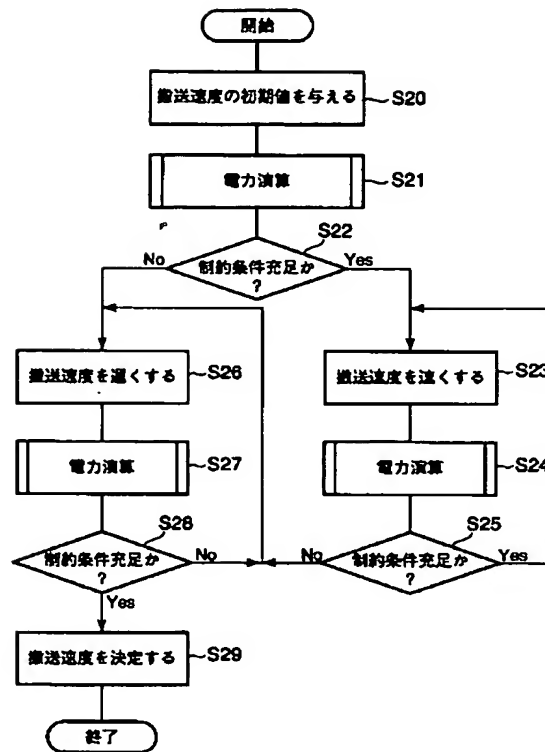 開始
搬送速度の初期値を与える
S20
電力演算
S21
S22
No
制約条件充足か
?
Yes
搬送速度を遅くする
S26
搬送速度を速くする
S23
電力演算
S27
電力演算
S24
S28
制約条件充足か
?
No
Yes
S25
No
制約条件充足か
?
Yes
搬送速度を決定する
S29
終了